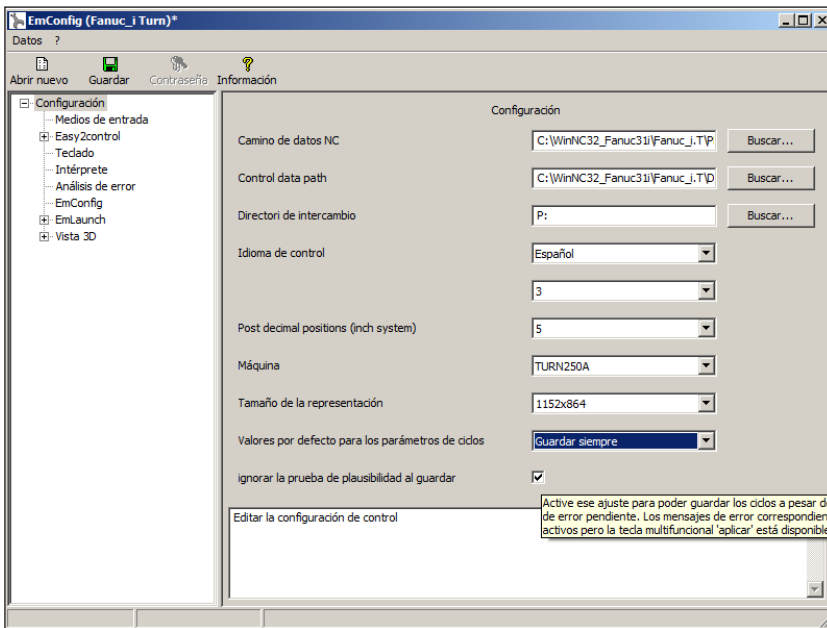 EmConfig (Fanuc_i Turn)*
Datos ?
Abrir nuevo Guardar Contraseña Información
Configuración
Medios de entrada
Easy2control
Teclado
Intérprete
Análisis de error
EmConfig
EmLaunch
Vista 3D
Configuración
Camino de datos NC C:\WinNC32_Fanuc31i\Fanuc_i.T\P Buscar...
Control data path C:\WinNC32_Fanuc31i\Fanuc_i.T\D Buscar...
Directori de intercambio P: Buscar...
Idioma de control Español
3
Post decimal positions (inch system) 5
Máquina TURN250A
Tamaño de la representación 1152x864
Valores por defecto para los parámetros de ciclos Guardar siempre
ignorar la prueba de plausibilidad al guardar
Active ese ajuste para poder guardar los ciclos a pesar d
de error pendiente. Los mensajes de error correspondien
activos pero la tecla multifuncional 'aplicar' está disponible
Editar la configuración de control